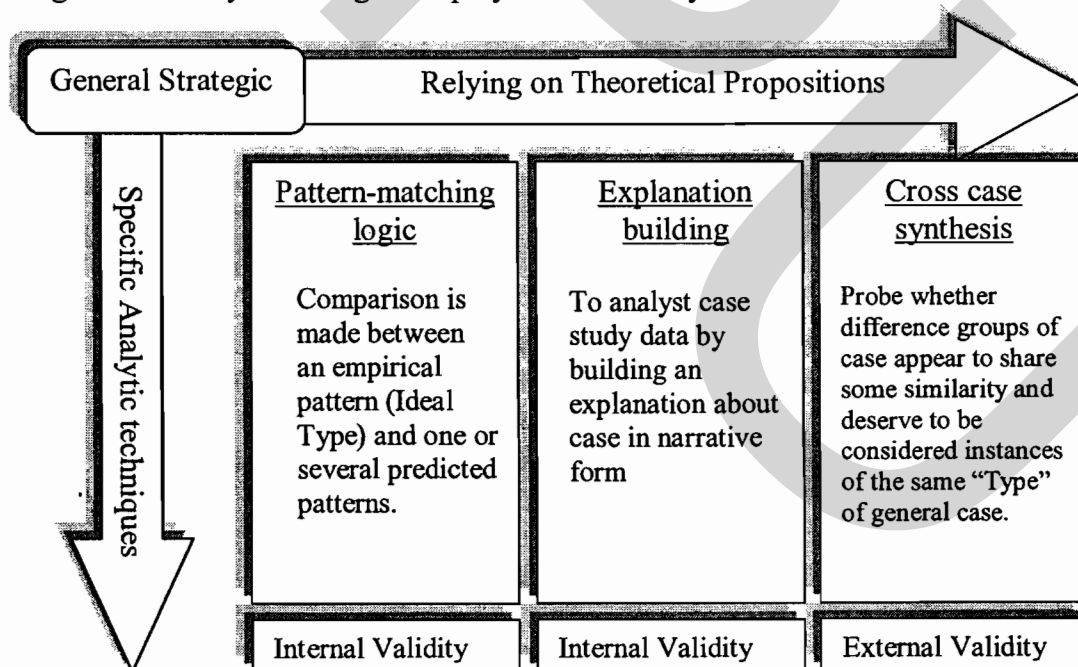 General Strategic
Relying on Theoretical Propositions
Specific Analytic techniques
Pattern-matching
logic
Comparison is
made between
an empirical
pattern (Ideal
Type) and one or
several predicted
patterns.
Explanation
building
To analyst case
study data by
building an
explanation about
case in narrative
form
Cross case
synthesis
Probe whether
difference groups of
case appear to share
some similarity and
deserve to be
considered instances
of the same “Type”
of general case.
Internal Validity
Internal Validity
External Validity